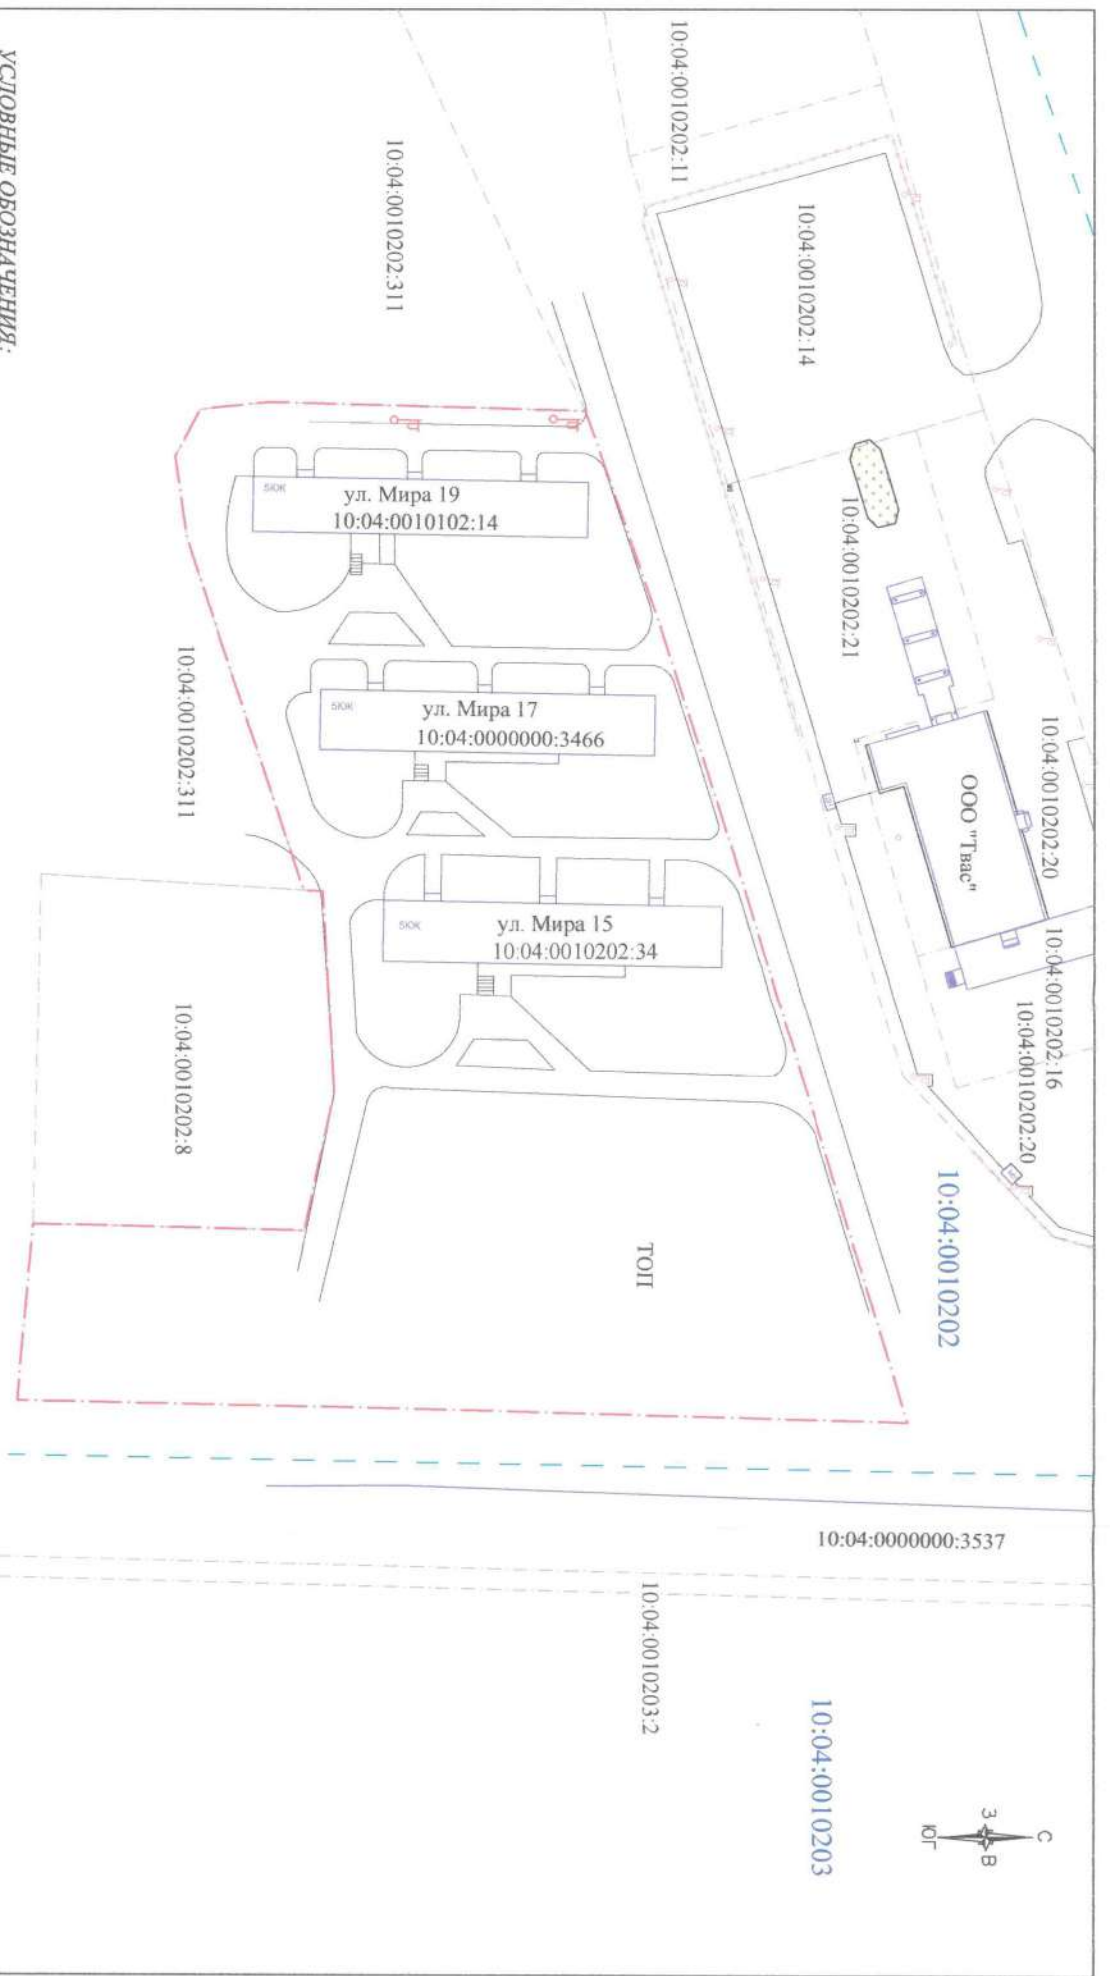 10:04:0010202:11
10:04:0010202:14
10:04:0010202:311
10:04:0010202:21
10:04:0010202:20
ООО "Твас"
10:04:0010202:16
10:04:0010202:20
10:04:0010202
5КЖ
ул. Мира 19
10:04:0010102:14
5КЖ
ул. Мира 17
10:04:0000000:3466
5КЖ
ул. Мира 15
10:04:0010202:34
10:04:0010202:311
10:04:0010202:8
ТОП
10:04:0000000:3537
10:04:0010203:2
10:04:0010203
С
З
В
ЮГ
УСЛОВНЫЕ ОБОЗНАЧЕНИЯ: